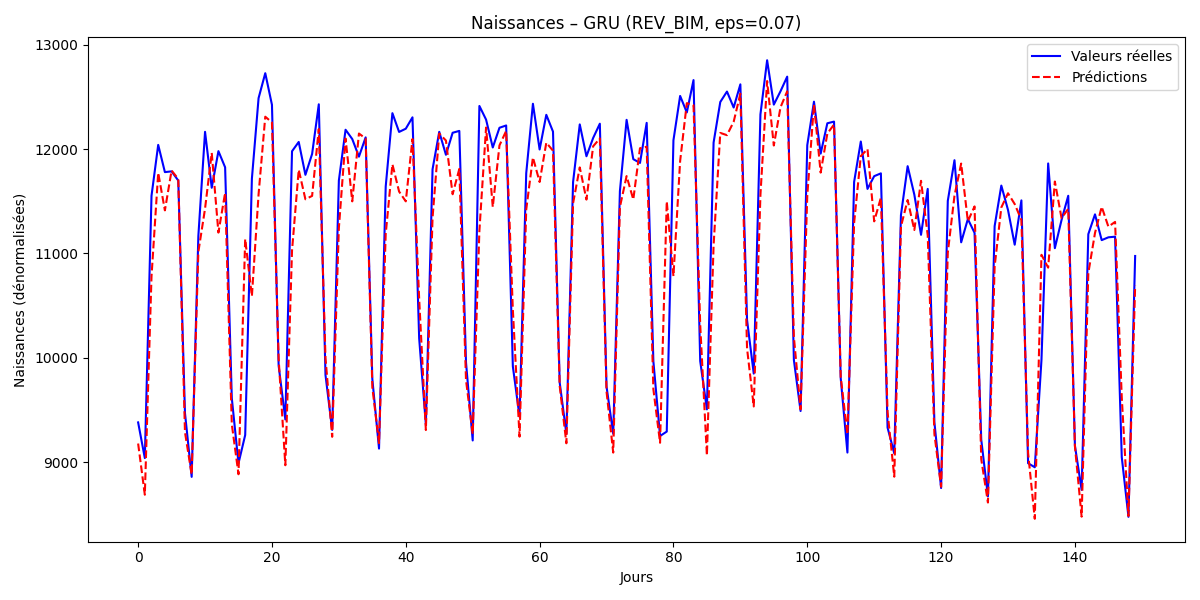 Naissances – GRU (REV_BIM, eps=0.07)
Valeurs réelles
Prédictions
Naissances (dénormalisées)
13000
12000
11000
10000
9000
0 20 40 60 80 100 120 140
Jours